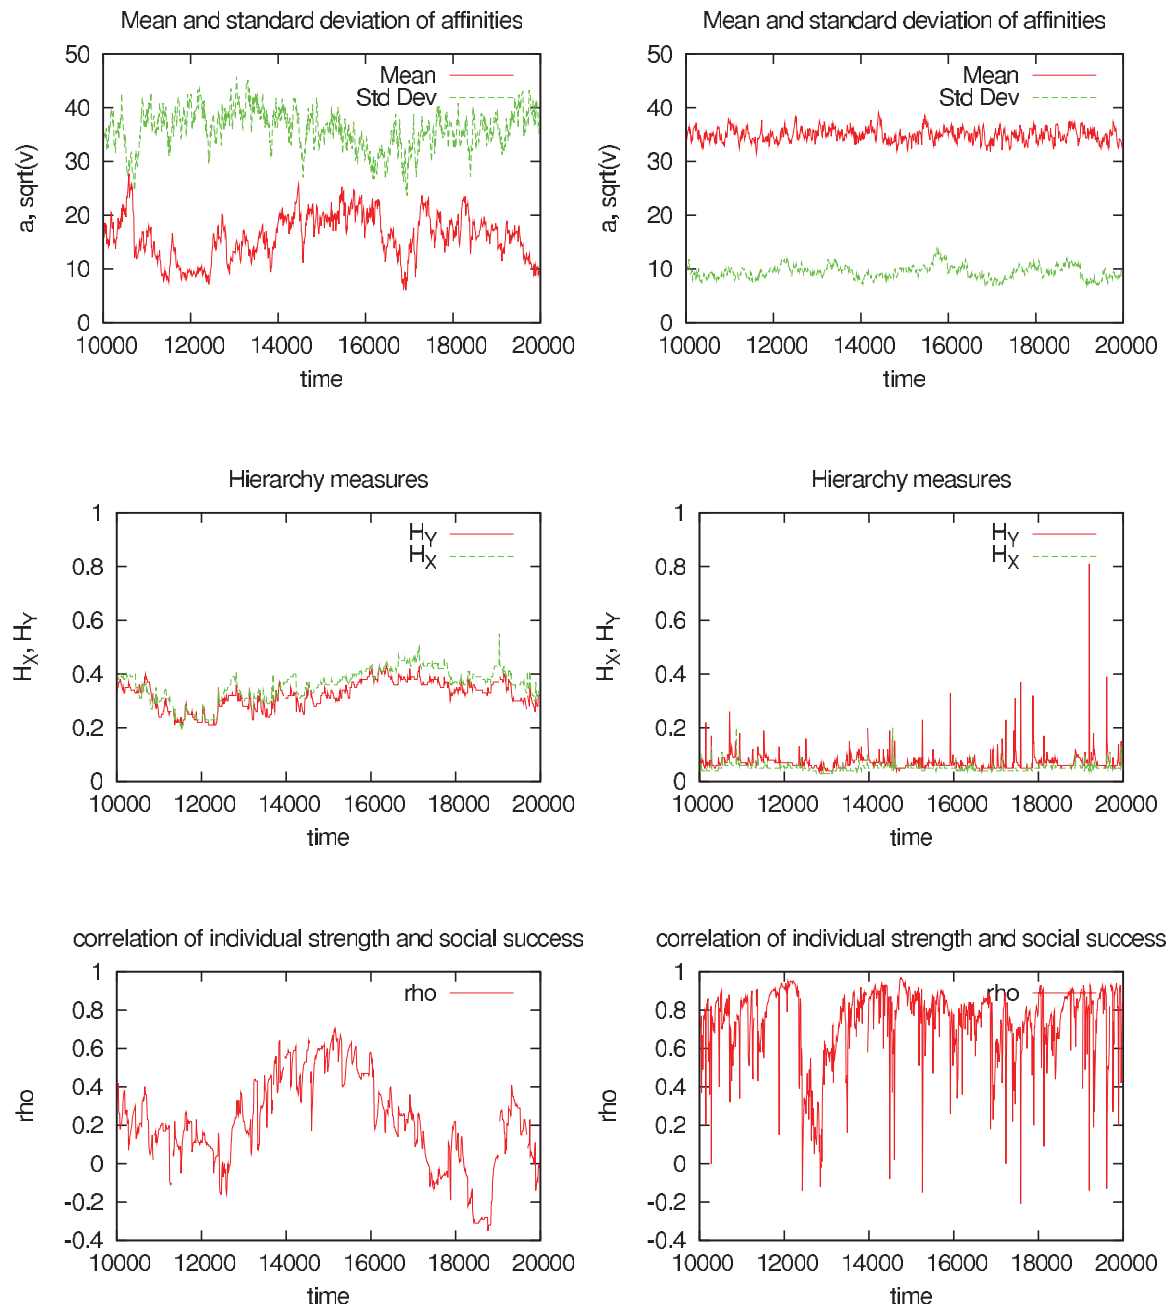 Mean and standard deviation of affinities
50
40
30
20
10
0
a, sqrt(v)
Mean
Std Dev
10000 12000 14000 16000 18000 20000
time
Mean and standard deviation of affinities
50
40
30
20
10
0
a, sqrt(v)
Mean
Std Dev
10000 12000 14000 16000 18000 20000
time
Hierarchy measures
1
0.8
0.6
0.4
0.2
0
H_X, H_Y
H_Y
H_X
10000 12000 14000 16000 18000 20000
time
Hierarchy measures
1
0.8
0.6
0.4
0.2
0
H_X, H_Y
H_Y
H_X
10000 12000 14000 16000 18000 20000
time
correlation of individual strength and social success
1
0.8
0.6
0.4
0.2
0
-0.2
-0.4
rho
rho
10000 12000 14000 16000 18000 20000
time
correlation of individual strength and social success
1
0.8
0.6
0.4
0.2
0
-0.2
-0.4
rho
rho
10000 12000 14000 16000 18000 20000
time